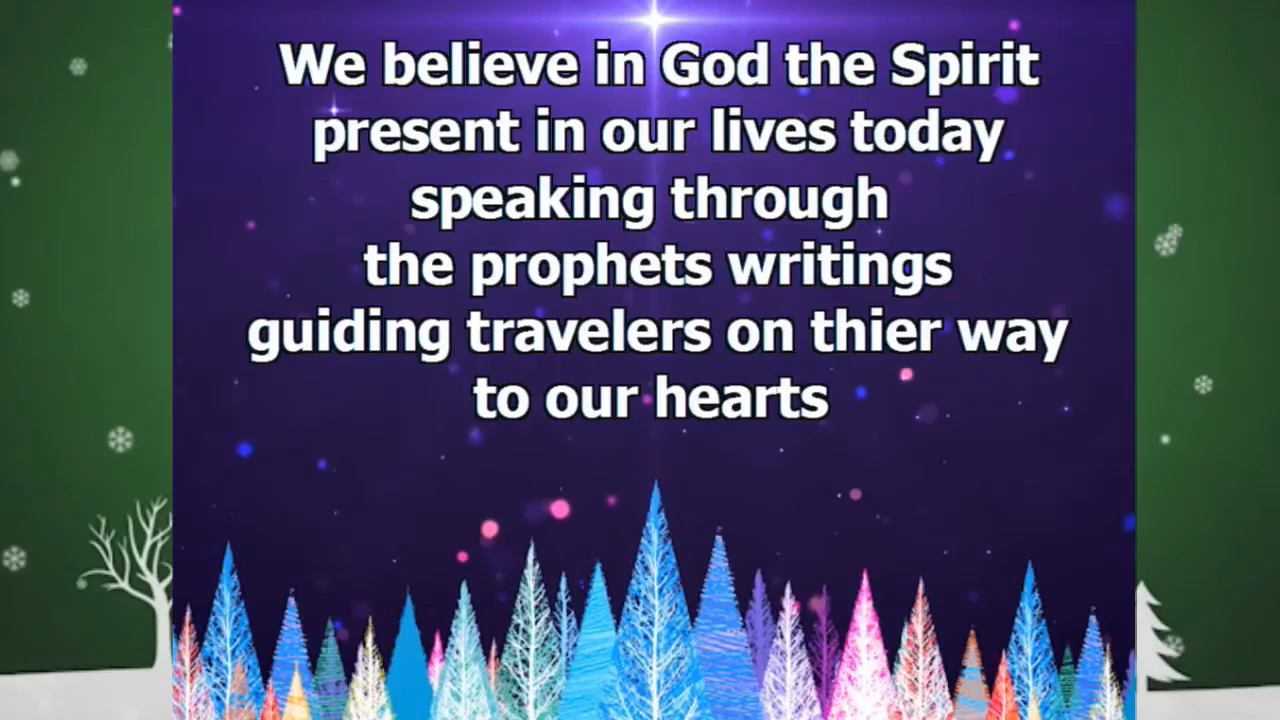 We believe in God the Spirit
present in our lives today
speaking through
the prophets writings
guiding travelers on thier way
to our hearts